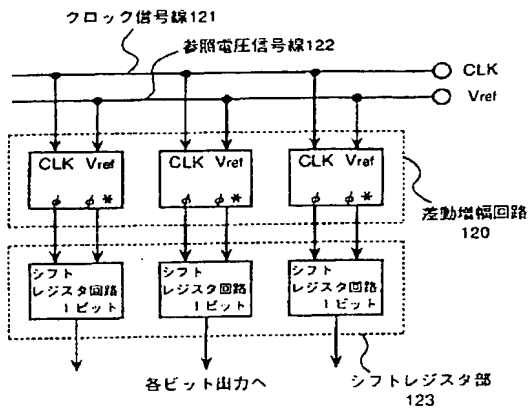 クロック信号線121
参照電圧信号線122
CLK
Vref
CLK Vref
φ φ*
CLK Vref
φ φ*
CLK Vref
φ φ*
差動増幅回路
120
シフト
レジスタ回路
1ビット
シフト
レジスタ回路
1ビット
シフト
レジスタ回路
1ビット
各ビット出力へ
シフトレジスタ部
123